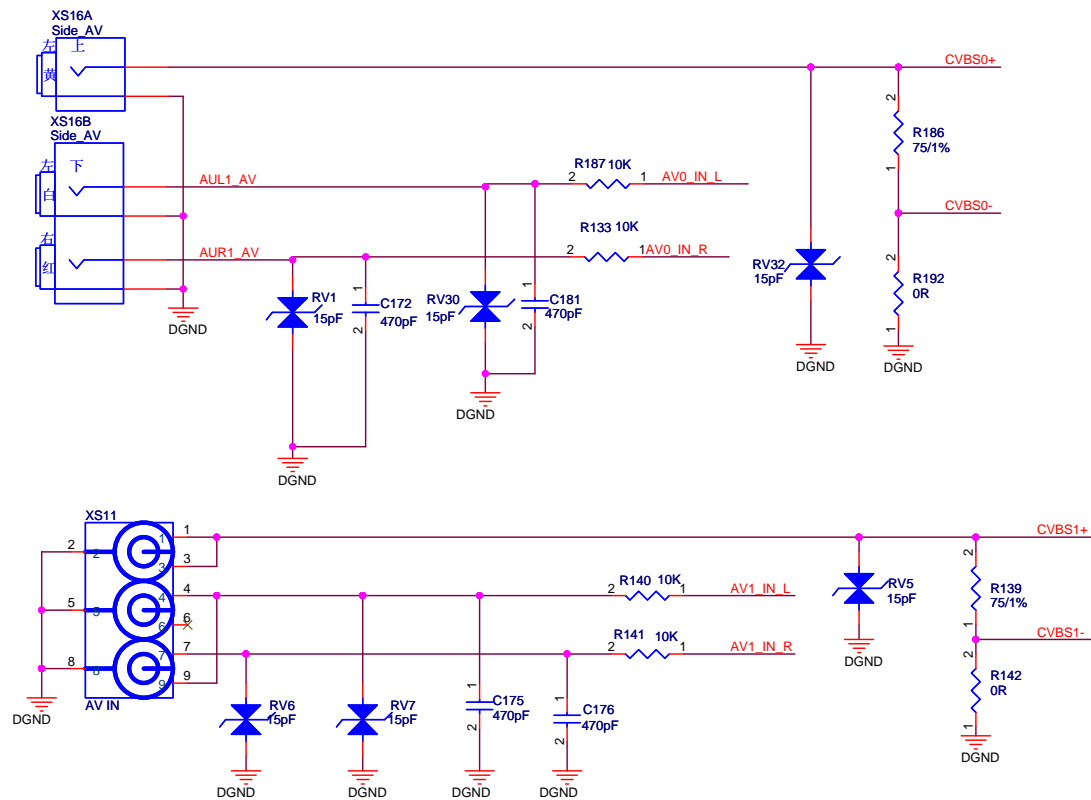 XS16A
Side_AV
左
上
黄
CVBS0+
2
R186
75/1%
1
XS16B
Side_AV
左
下
白
AUL1_AV
2
R187 10K
1
AV0_IN_L
CVBS0-
右
红
AUR1_AV
2
R133 10K
1
AV0_IN_R
RV32
15pF
2
R192
0R
1
DGND
RV1
15pF
1
C172
470pF
2
RV30
15pF
1
C181
470pF
2
DGND
DGND
DGND
DGND
XS11
1
1
CVBS1+
2
2
3
3
4
4
2
R140 10K
1
AV1_IN_L
RV5
15pF
2
R139
75/1%
1
5
5
6
6
R141 10K
2
1
AV1_IN_R
CVBS1-
7
7
8
8
9
9
DGND
2
R142
0R
1
DGND
AV IN
DGND
RV6
15pF
RV7
15pF
1
C175
470pF
2
1
C176
470pF
2
DGND
DGND
DGND
DGND